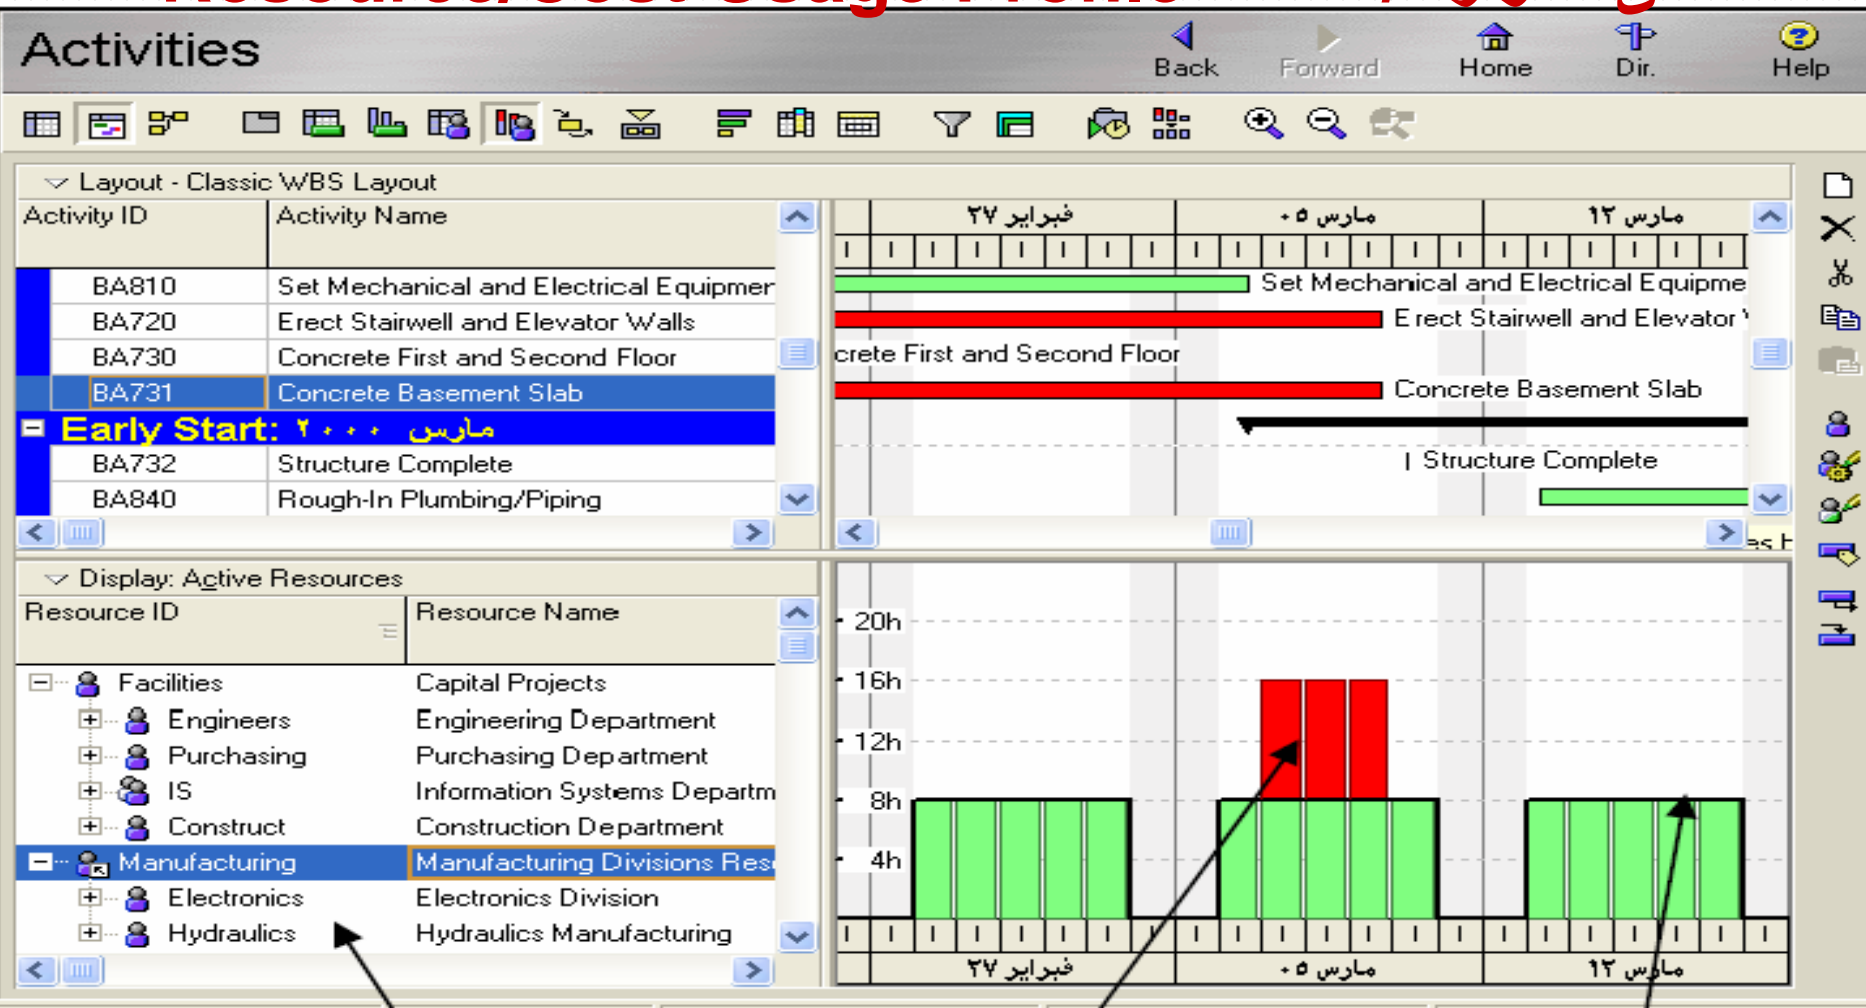 Activities
Back Forward Home Dir. Help
Layout - Classic WBS Layout
Activity ID Activity Name
فبراير ٢٧ مارس ٠٥ مارس ١٢
BA810 Set Mechanical and Electrical Equipmen Set Mechanical and Electrical Equipme
BA720 Erect Stairwell and Elevator Walls Erect Stairwell and Elevator
BA730 Concrete First and Second Floor crete First and Second Floor
BA731 Concrete Basement Slab Concrete Basement Slab
Early Start: مارس ٢٠٠٠
BA732 Structure Complete Structure Complete
BA840 Rough-In Plumbing/Piping
Display: Active Resources
Resource ID Resource Name
20h
Facilities Capital Projects
16h
Engineers Engineering Department
Purchasing Purchasing Department
12h
IS Information Systems Departm
8h
Construct Construction Department
Manufacturing Manufacturing Divisions Res
4h
Electronics Electronics Division
Hydraulics Hydraulics Manufacturing
فبراير ٢٧ مارس ٠٥ مارس ١٢